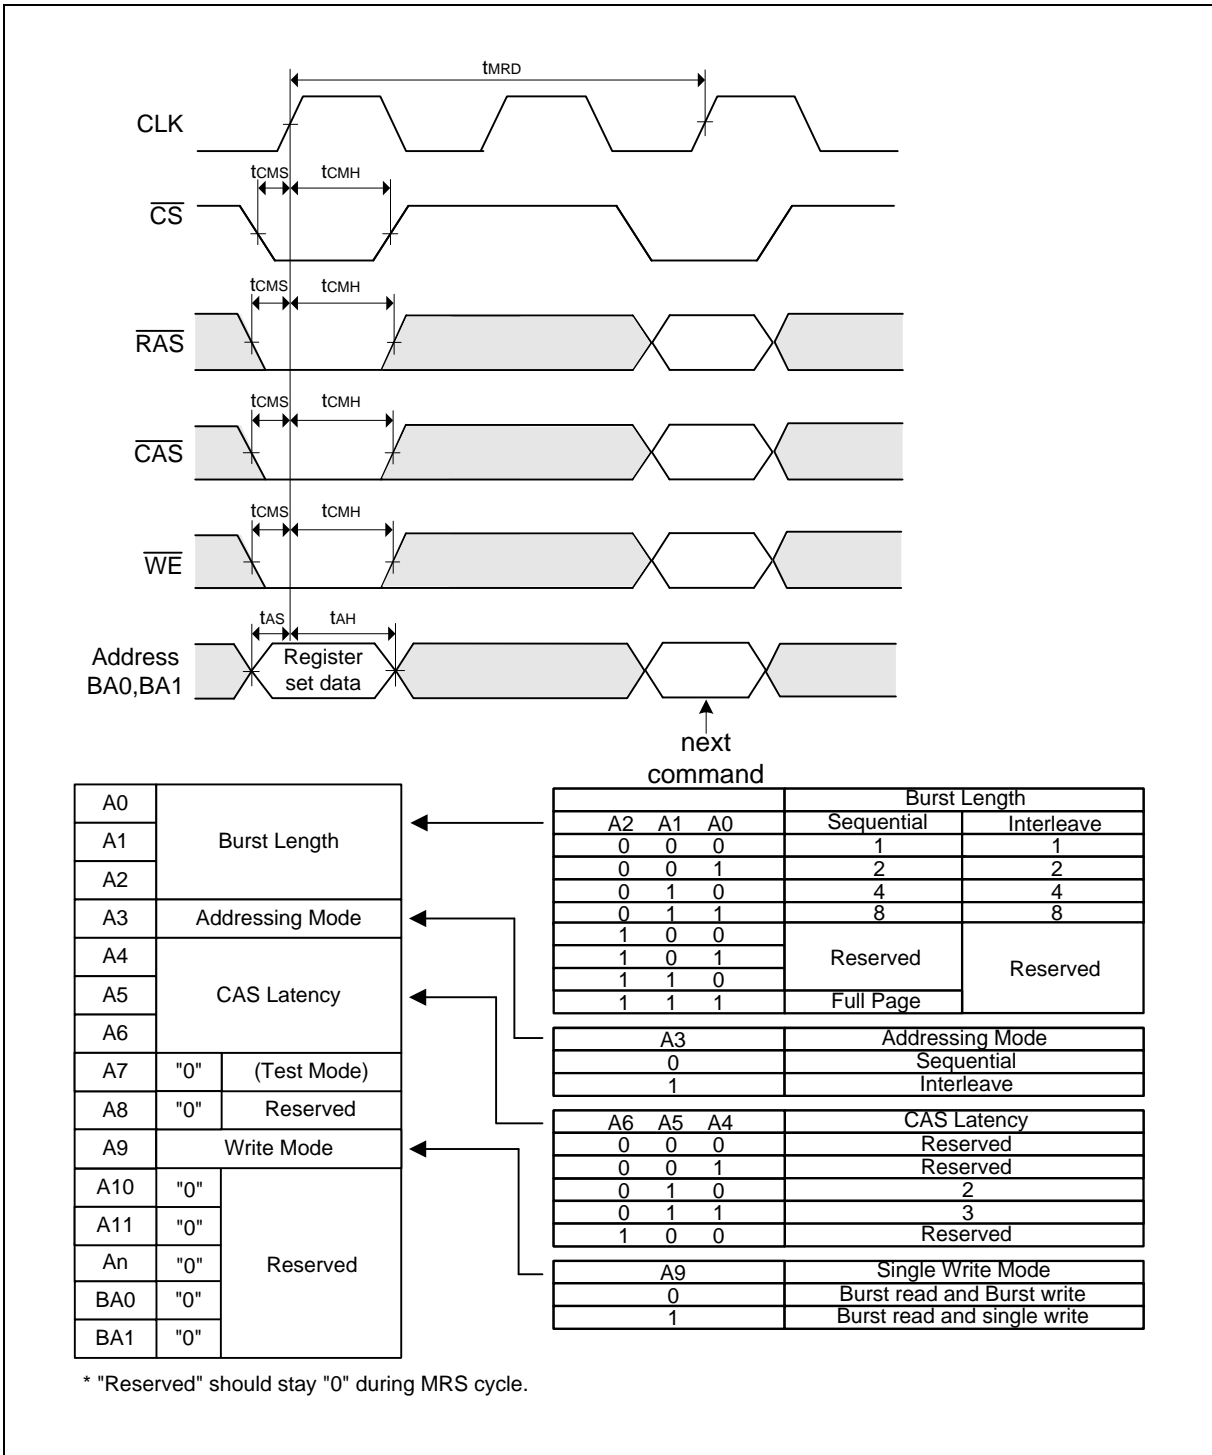 tMRD
CLK
tCMS tCMH
CS
tCMS tCMH
RAS
tCMS tCMH
CAS
tCMS tCMH
WE
tAS tAH
Address
BA0,BA1
Register
set data
next
command
A0
A1 Burst Length
A2
A3 Addressing Mode
A4
A5 CAS Latency
A6
A7 "0" (Test Mode)
A8 "0" Reserved
A9 Write Mode
A10 "0"
A11 "0"
An "0" Reserved
BA0 "0"
BA1 "0"
Burst Length
A2 A1 A0 Sequential Interleave
0 0 0 1 1
0 0 1 2 2
0 1 0 4 4
0 1 1 8 8
1 0 0
1 0 1 Reserved Reserved
1 1 0
1 1 1 Full Page
A3 Addressing Mode
0 Sequential
1 Interleave
A6 A5 A4 CAS Latency
0 0 0 Reserved
0 0 1 Reserved
0 1 0 2
0 1 1 3
1 0 0 Reserved
A9 Single Write Mode
0 Burst read and Burst write
1 Burst read and single write
* "Reserved" should stay "0" during MRS cycle.